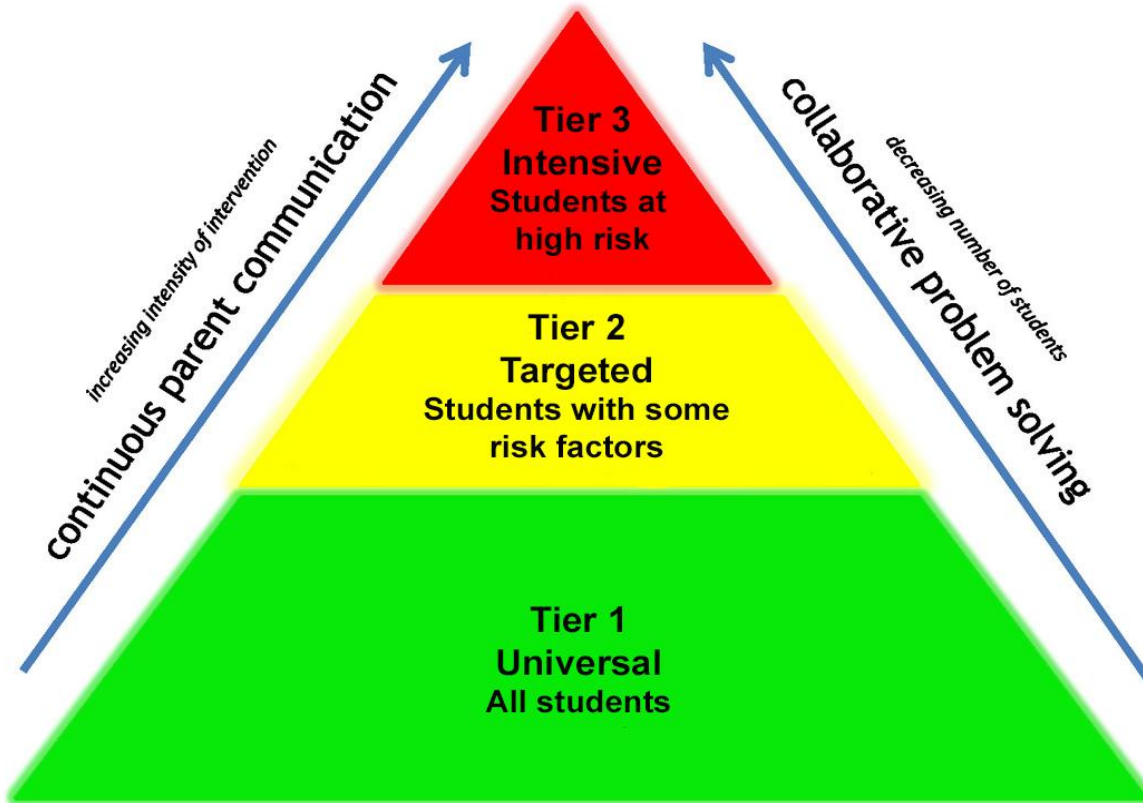 Tier 3
Intensive
Students at
high risk
Tier 2
Targeted
Students with some
risk factors
Tier 1
Universal
All students
increasing intensity of intervention
continuous parent communication
collaborative problem solving
decreasing number of students